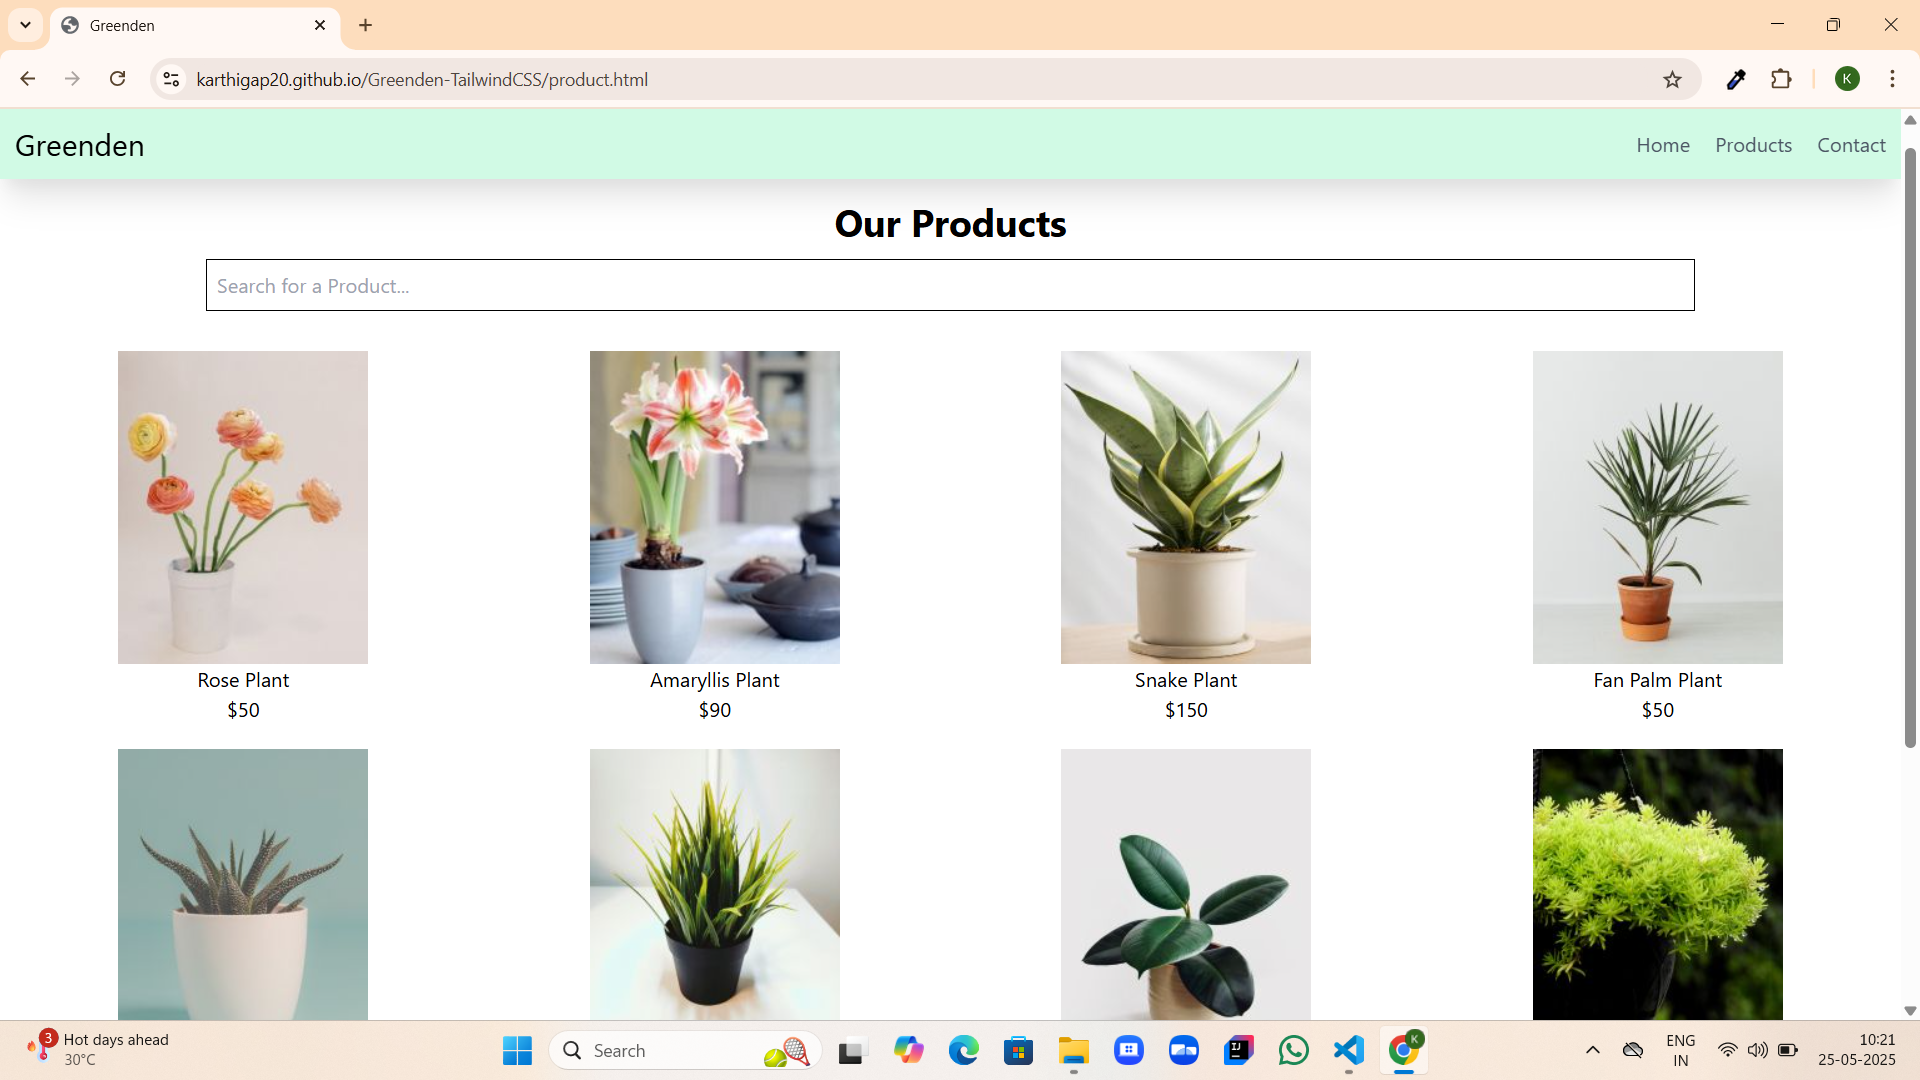 Greenden
karthigap20.github.io/Greenden-TailwindCSS/product.html
K
Greenden
Home Products Contact
Our Products
Search for a Product...
Rose Plant
$50
Amaryllis Plant
$90
Snake Plant
$150
Fan Palm Plant
$50
3
Hot days ahead
30°C
Search
IJ
K
ENG
IN
10:21
25-05-2025